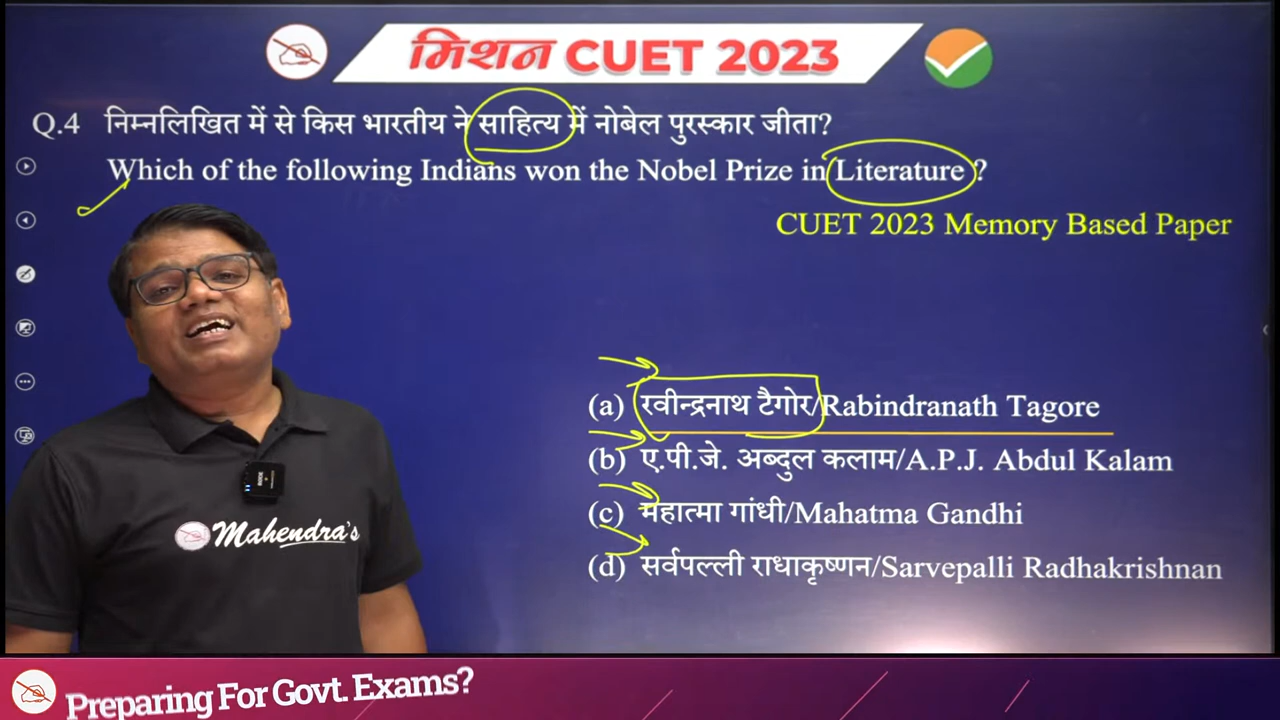 मिशन CUET 2023
Q.4 निम्नलिखित में से किस भारतीय ने साहित्य में नोबेल पुरस्कार जीता?
Which of the following Indians won the Nobel Prize in Literature ?
CUET 2023 Memory Based Paper
(a) रवीन्द्रनाथ टैगोर/Rabindranath Tagore
(b) ए.पी.जे. अब्दुल कलाम/A.P.J. Abdul Kalam
(c) महात्मा गांधी/Mahatma Gandhi
(d) सर्वपल्ली राधाकृष्णन/Sarvepalli Radhakrishnan
Mahendra's
Preparing For Govt. Exams?